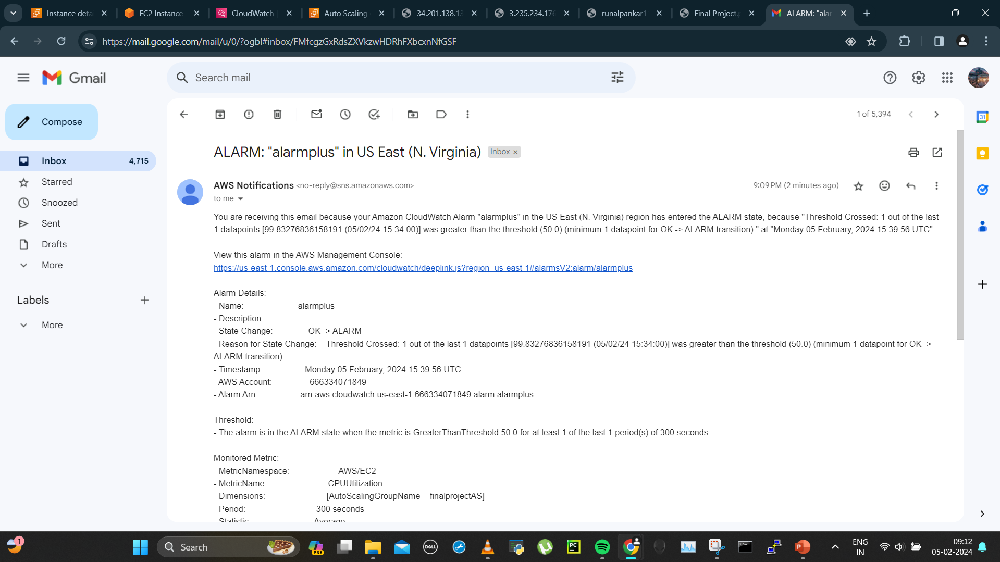 Instance deta
EC2 Instance
CloudWatch
Auto Scaling
34.201.138.13
3.235.234.176
runalpankar1
Final Project.p
ALARM: "alar
https://mail.google.com/mail/u/0/?ogbl#inbox/FMfcgzGxRdsZXVkzwHDRhFXbcxnNfGSF
Gmail
Search mail
Compose
1 of 5,394
Inbox 4,715
Starred
Snoozed
Sent
Drafts
More
Labels
More
ALARM: "alarmplus" in US East (N. Virginia) Inbox
AWS Notifications <no-reply@sns.amazonaws.com> 9:09 PM (2 minutes ago)
to me
You are receiving this email because your Amazon CloudWatch Alarm "alarmplus" in the US East (N. Virginia) region has entered the ALARM state, because "Threshold Crossed: 1 out of the last
1 datapoints [99.83276836158191 (05/02/24 15:34:00)] was greater than the threshold (50.0) (minimum 1 datapoint for OK -> ALARM transition)." at "Monday 05 February, 2024 15:39:56 UTC".
View this alarm in the AWS Management Console:
https://us-east-1.console.aws.amazon.com/cloudwatch/deeplink.js?region=us-east-1#alarmsV2:alarm/alarmplus
Alarm Details:
- Name: alarmplus
- Description:
- State Change: OK -> ALARM
- Reason for State Change: Threshold Crossed: 1 out of the last 1 datapoints [99.83276836158191 (05/02/24 15:34:00)] was greater than the threshold (50.0) (minimum 1 datapoint for OK ->
ALARM transition).
- Timestamp: Monday 05 February, 2024 15:39:56 UTC
- AWS Account: 666334071849
- Alarm Arn: arn:aws:cloudwatch:us-east-1:666334071849:alarm:alarmplus
Threshold:
- The alarm is in the ALARM state when the metric is GreaterThanThreshold 50.0 for at least 1 of the last 1 period(s) of 300 seconds.
Monitored Metric:
- MetricNamespace: AWS/EC2
- MetricName: CPUUtilization
- Dimensions: [AutoScalingGroupName = finalprojectAS]
- Period: 300 seconds
- Statistic: Average
31
1
Search
PRE
DELL
PC
P
ENG
IN
09:12
05-02-2024